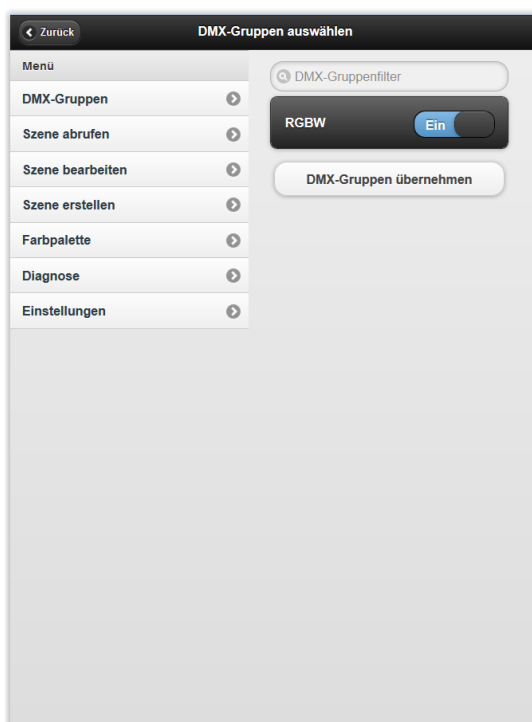 Zurück
DMX-Gruppen auswählen
Menü
DMX-Gruppen
Szene abrufen
Szene bearbeiten
Szene erstellen
Farbpalette
Diagnose
Einstellungen
DMX-Gruppenfilter
RGBW
Ein
DMX-Gruppen übernehmen